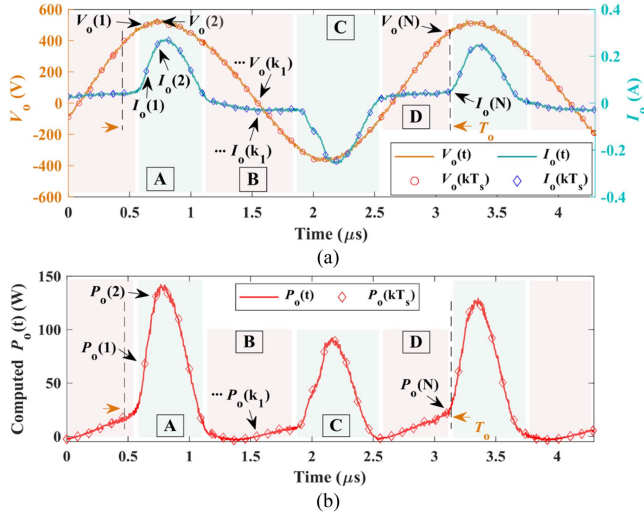 V_o(1) V_o(2) C V_o(N)
600 0.4
400
··· V_o(k_1)
200 I_o(2) 0.2
I_o(1) I_o(N)
V_o (V) 0 0 I_o (A)
D
-200 -0.2
··· I_o(k_1) T_o
-400 A B V_o(t) I_o(t)
V_o(kT_s) I_o(kT_s)
-600 -0.4
0 0.5 1 1.5 2 2.5 3 3.5 4
Time (μs)
(a)
150
P_o(2) P_o(t) P_o(kT_s)
Computed P_o(t) (W)
100
P_o(1) B D
50
··· P_o(k_1) P_o(N)
A C T_o
0
0 0.5 1 1.5 2 2.5 3 3.5 4
Time (μs)
(b)